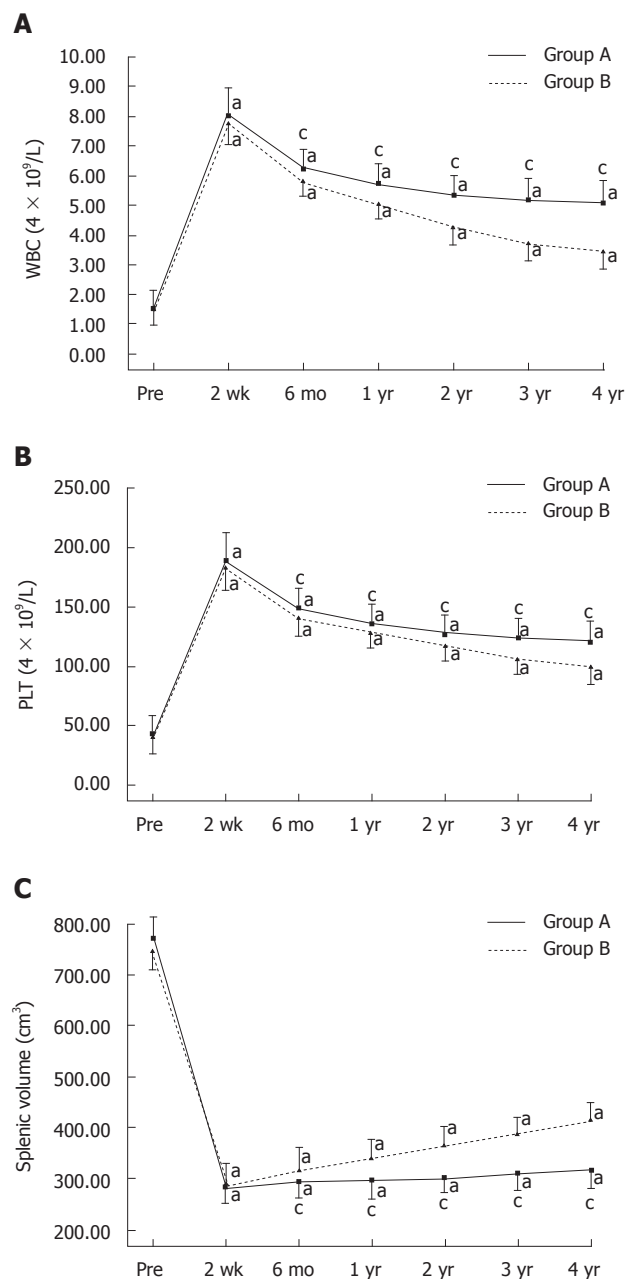 A
WBC (4 × 10⁹/L)
10.00
9.00
8.00
7.00
6.00
5.00
4.00
3.00
2.00
1.00
0.00
Group A
Group B
a
a
c
a
a
c
a
a
c
a
a
c
a
a
c
a
a
Pre 2 wk 6 mo 1 yr 2 yr 3 yr 4 yr
B
PLT (4 × 10⁹/L)
250.00
200.00
150.00
100.00
50.00
0.00
Group A
Group B
a
a
c
a
a
c
a
a
c
a
a
c
a
a
c
a
a
Pre 2 wk 6 mo 1 yr 2 yr 3 yr 4 yr
C
Splenic volume (cm³)
800.00
700.00
600.00
500.00
400.00
300.00
200.00
Group A
Group B
a
a
a
a
c
a
a
c
a
a
c
a
a
c
a
a
c
Pre 2 wk 6 mo 1 yr 2 yr 3 yr 4 yr